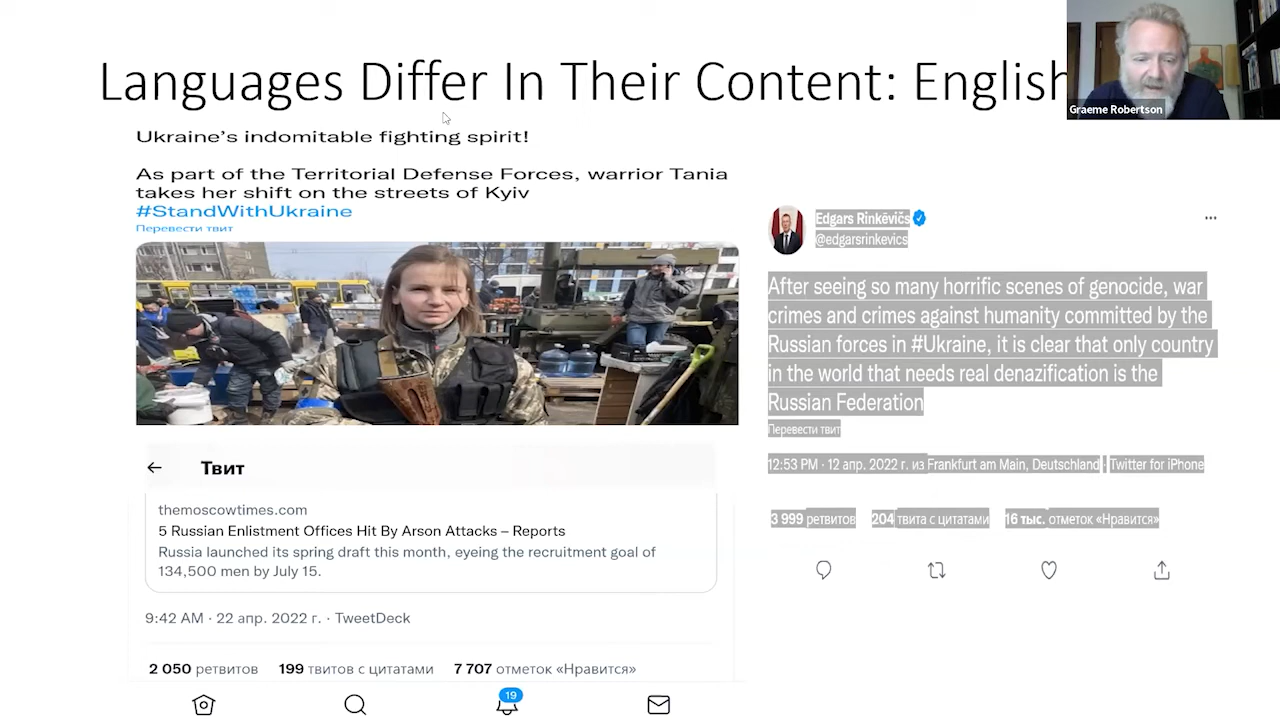 Languages Differ In Their Content: English
Graeme Robertson
Ukraine’s indomitable fighting spirit!
As part of the Territorial Defense Forces, warrior Tania
takes her shift on the streets of Kyiv
#StandWithUkraine
Перевести твит
Твит
themoscowtimes.com
5 Russian Enlistment Offices Hit By Arson Attacks – Reports
Russia launched its spring draft this month, eyeing the recruitment goal of
134,500 men by July 15.
9:42 AM · 22 апр. 2022 г. · TweetDeck
2 050 ретвитов 199 твитов с цитатами 7 707 отметок «Нравится»
19
Edgars Rinkēvičs
@edgarsrinkevics
After seeing so many horrific scenes of genocide, war
crimes and crimes against humanity committed by the
Russian forces in #Ukraine, it is clear that only country
in the world that needs real denazification is the
Russian Federation
Перевести твит
12:53 PM · 12 апр. 2022 г. из Frankfurt am Main, Deutschland · Twitter for iPhone
3 999 ретвитов 204 твита с цитатами 16 тыс. отметок «Нравится»